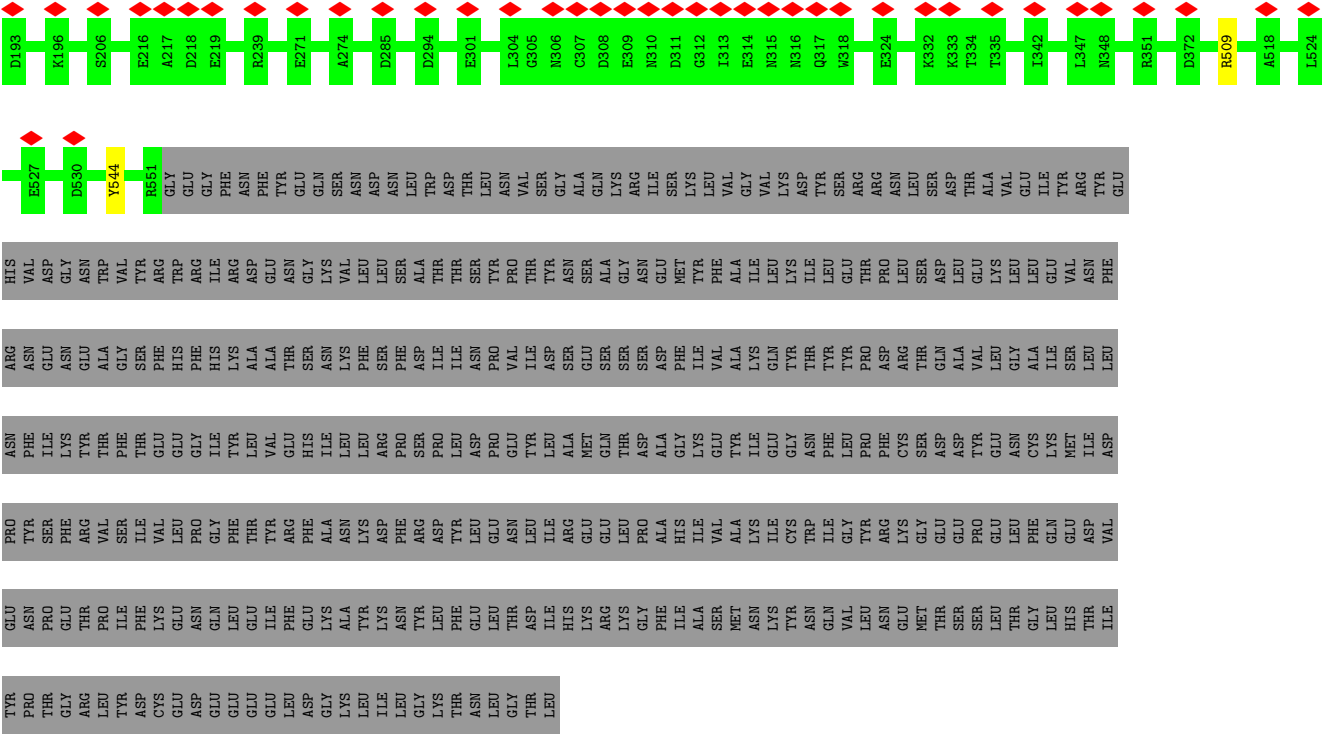 D193 K196 S206 E216 A217 D218 E219 R239 E271 A274 D285 D294 E301 L304 G305 N306 C307 D308 E309 N310 D311 G312 I313 E314 N315 N316 Q317 W318 E324 K332 K333 T334 T335 I342 L347 N348 R351 D372 R509 A518 L524
E527 D530 Y544 R551 GLY GLU GLY PHE ASN PHE TYR GLU GLN SER ASN ASP ASN LEU TRP ASP THR LEU ASN VAL SER GLY ALA GLN LYS ARG ILE SER LYS LEU VAL GLY VAL LYS ASP TYR SER ARG ARG ASN LEU SER ASP THR ALA VAL GLU ILE TYR ARG TYR GLU
HIS VAL ASP GLY ASN TRP VAL TYR ARG TRP ARG ILE ARG ASP GLU ASN GLY LYS VAL LEU LEU SER ALA THR THR SER TYR PRO THR TYR ASN SER ALA GLY ASN GLU MET TYR PHE ALA ILE LEU LYS ILE LEU GLU THR PRO LEU SER ASP LEU GLU LYS LEU LEU GLU VAL ASN PHE
ARG ASN GLU ASN GLU ALA GLY SER PHE HIS PHE HIS LYS ALA ALA THR SER ASN LYS PHE SER PHE ASP ILE ILE ASN PRO VAL ILE ASP SER GLU SER SER SER ASP PHE ILE VAL ALA LYS GLN TYR THR TYR TYR PRO ASP ARG THR GLN ALA VAL LEU GLY ALA ILE SER LEU LEU
ASN PHE ILE LYS TYR THR PHE THR GLU GLU GLY ILE TYR LEU VAL GLU HIS ILE LEU LEU ARG PRO SER PRO LEU ASP PRO GLU TYR LEU ALA MET GLN THR ASP ALA GLY LYS GLU TYR ILE GLU GLY ASN PHE LEU PRO PHE CYS SER ASP ASP TYR GLU ASN CYS LYS MET ILE ASP
PRO TYR SER PHE ARG VAL SER ILE VAL LEU PRO GLY PHE THR TYR ARG PHE ALA ASN LYS ASP PHE ARG ASP TYR LEU GLU ASN LEU ILE ARG GLU GLU LEU PRO ALA HIS ILE VAL ALA LYS ILE CYS TRP ILE GLY TYR ARG LYS GLY GLU GLU PRO GLU LEU PHE GLN GLU ASP VAL
GLU ASN PRO GLU THR PRO ILE PHE LYS GLU ASN GLN LEU GLU ILE PHE GLU LYS ALA TYR LYS ASN TYR LEU PHE GLU LEU THR ASP ILE HIS LYS ARG LYS GLY PHE ILE ALA SER MET ASN LYS TYR ASN GLN VAL LEU ASN GLU MET THR SER SER LEU THR GLY LEU HIS THR ILE
TYR PRO THR GLY ARG LEU TYR ASP CYS GLU ASP GLU GLU GLU GLU LEU ASP GLY LYS LEU ILE LEU GLY LYS THR ASN LEU GLY THR LEU